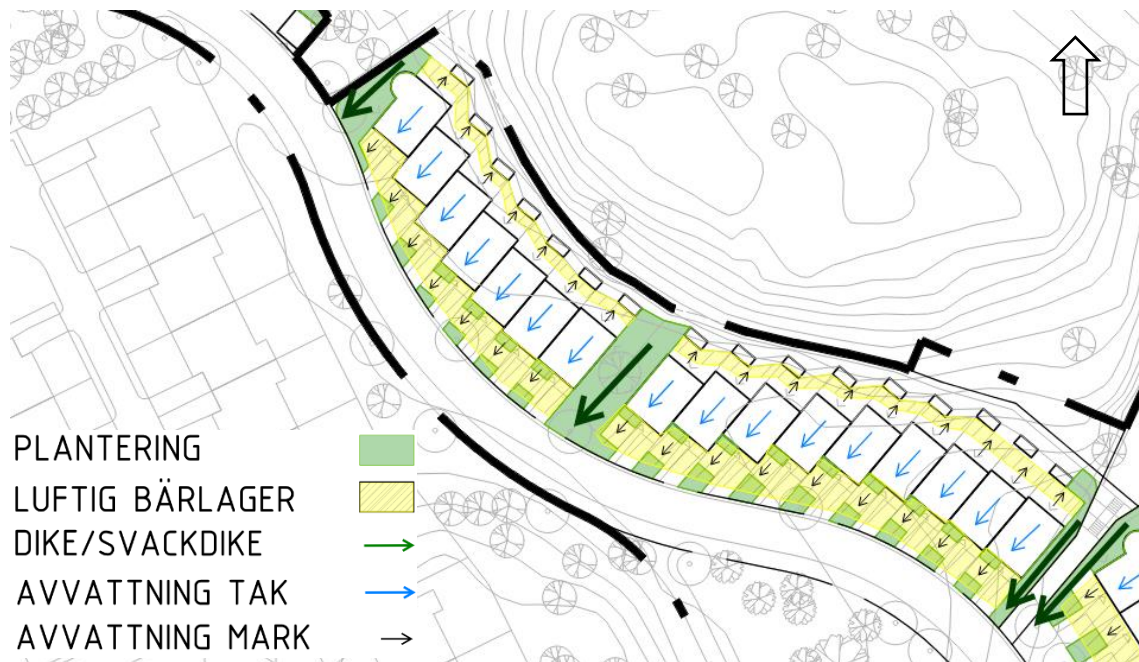 PLANTERING
LUFTIG BÄRLAGER
DIKE/SVACKDIKE
AVVATTNING TAK
AVVATTNING MARK